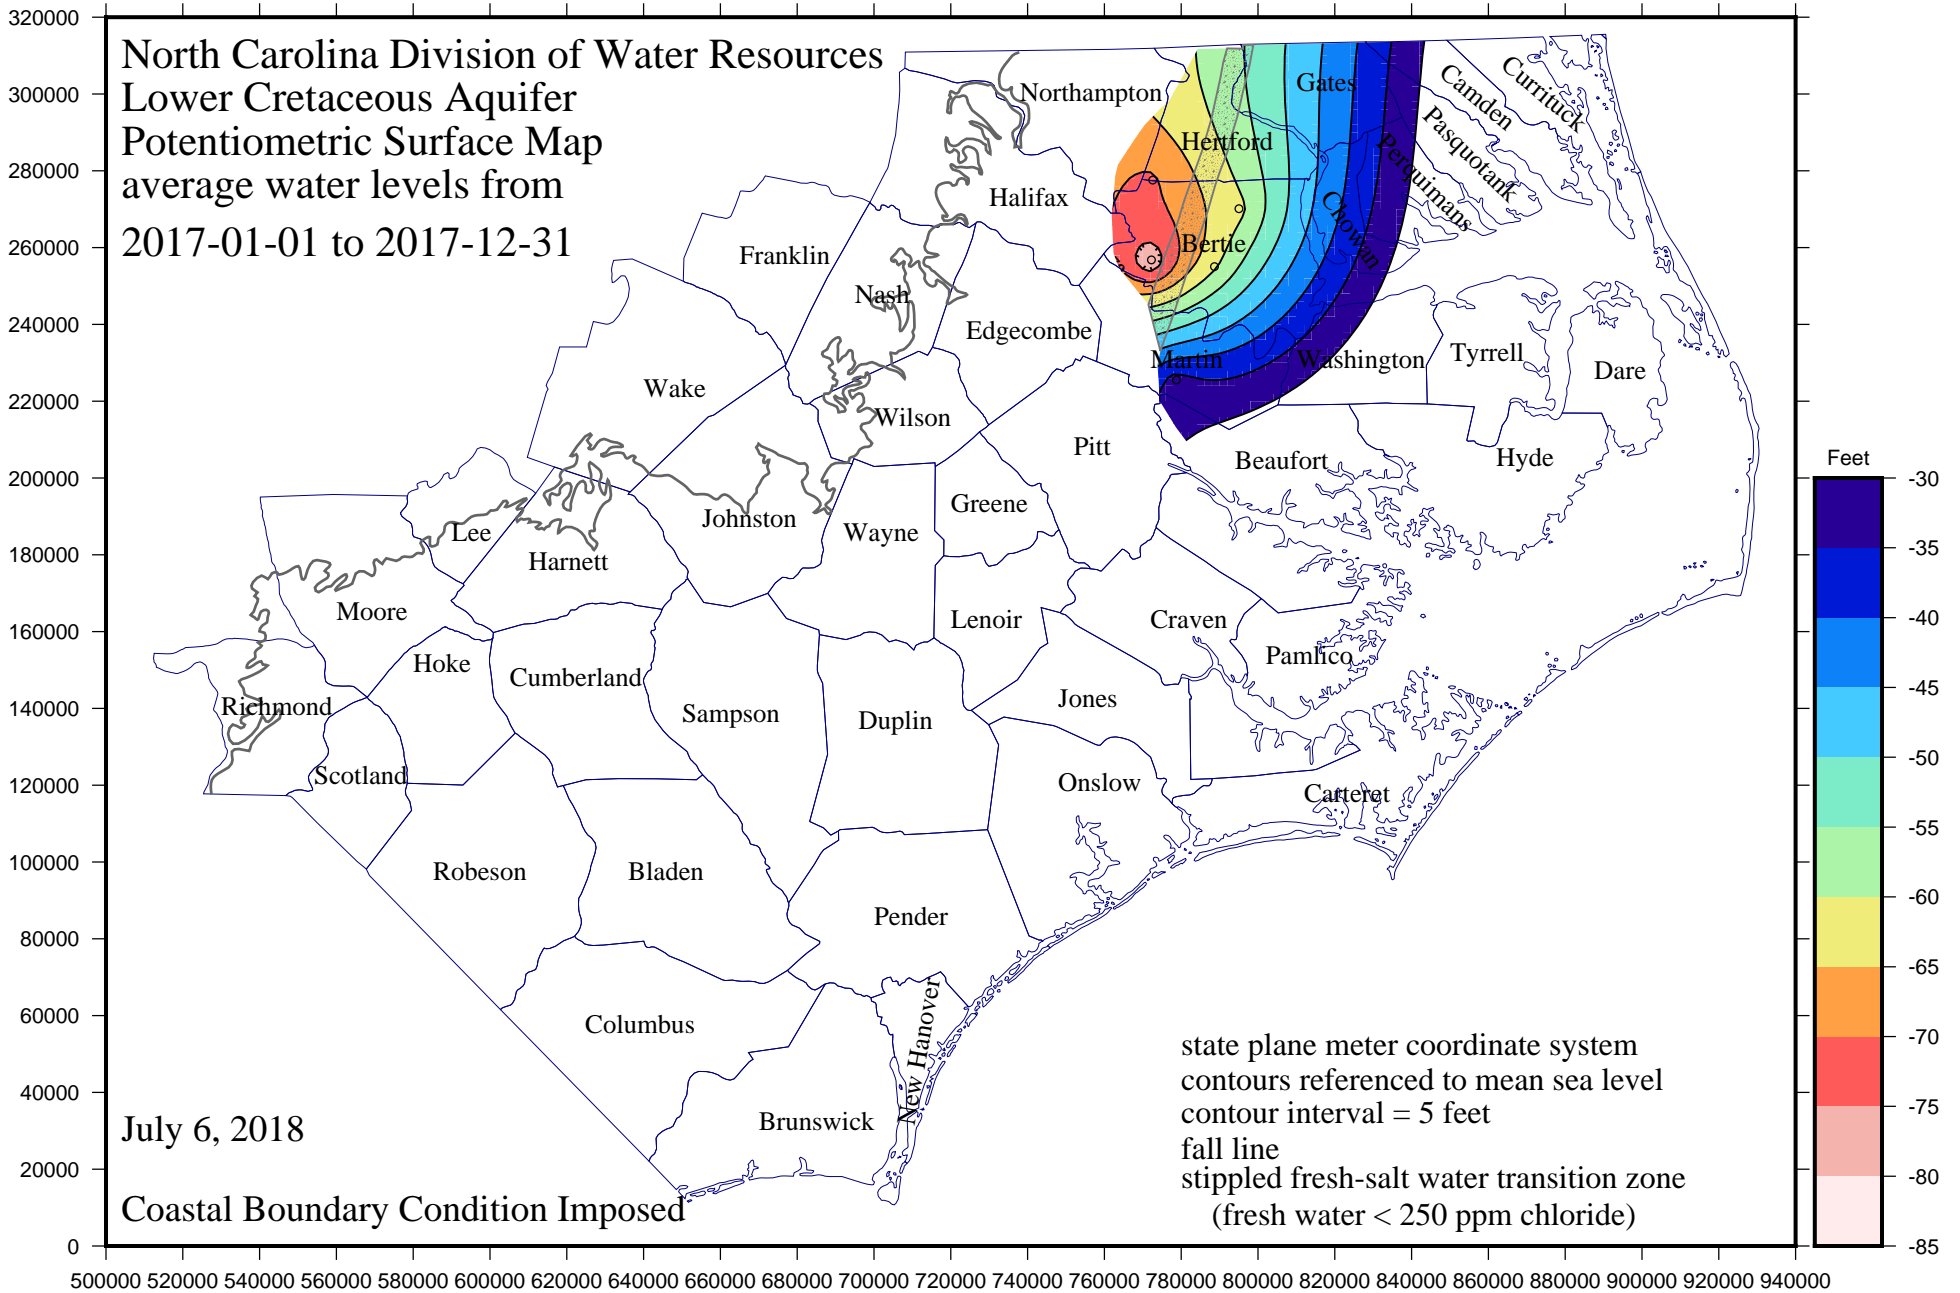 North Carolina Division of Water Resources
Lower Cretaceous Aquifer
Potentiometric Surface Map
average water levels from
2017-01-01 to 2017-12-31
320000
300000
280000
260000
240000
220000
200000
180000
160000
140000
120000
100000
80000
60000
40000
20000
0
Northampton
Gates
Camden
Currituck
Pasquotank
Perquimans
Hertford
Halifax
Chowan
Bertie
Franklin
Nash
Edgecombe
Martin
Washington
Tyrrell
Dare
Wake
Wilson
Pitt
Beaufort
Hyde
Greene
Johnston
Wayne
Lee
Harnett
Moore
Lenoir
Craven
Pamlico
Hoke
Cumberland
Richmond
Sampson
Duplin
Jones
Scotland
Onslow
Carteret
Robeson
Bladen
Pender
Columbus
New Hanover
Brunswick
Feet
-30
-35
-40
-45
-50
-55
-60
-65
-70
-75
-80
-85
state plane meter coordinate system
contours referenced to mean sea level
contour interval = 5 feet
fall line
stippled fresh-salt water transition zone
(fresh water < 250 ppm chloride)
July 6, 2018
Coastal Boundary Condition Imposed
500000 520000 540000 560000 580000 600000 620000 640000 660000 680000 700000 720000 740000 760000 780000 800000 820000 840000 860000 880000 900000 920000 940000